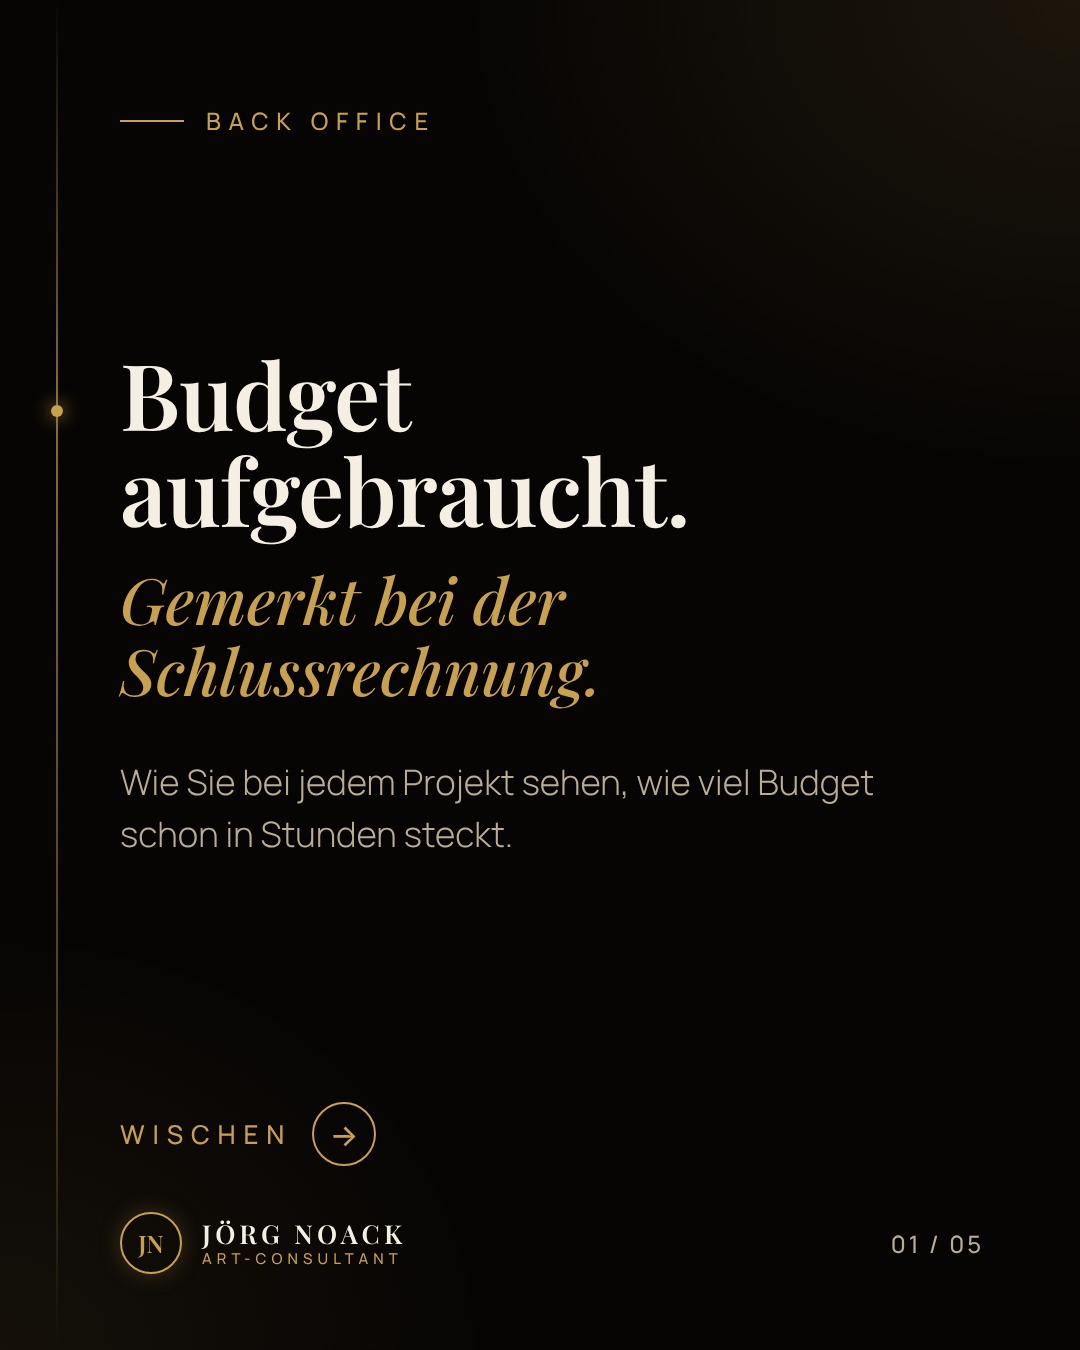 BACK OFFICE
Budget
aufgebraucht.
Gemerkt bei der
Schlussrechnung.
Wie Sie bei jedem Projekt sehen, wie viel Budget
schon in Stunden steckt.
WISCHEN →
JN
JÖRG NOACK
ART-CONSULTANT
01 / 05